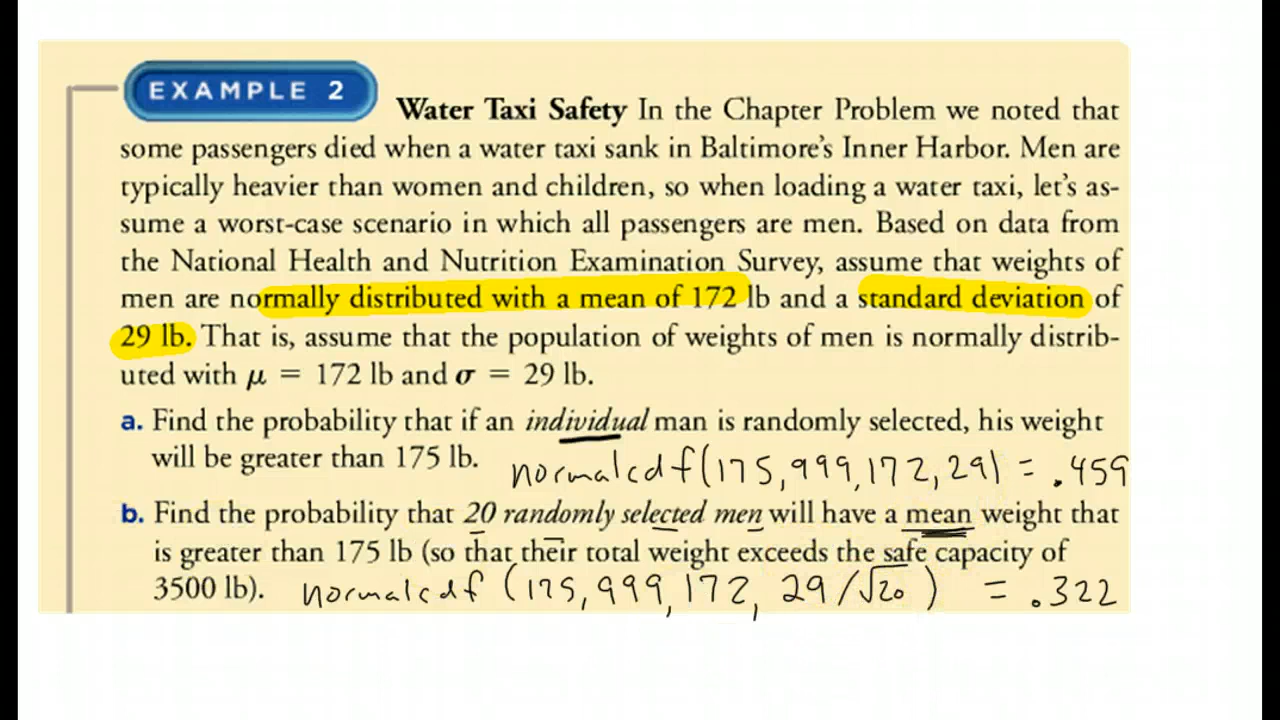 EXAMPLE 2
Water Taxi Safety In the Chapter Problem we noted that
some passengers died when a water taxi sank in Baltimore's Inner Harbor. Men are
typically heavier than women and children, so when loading a water taxi, let's as-
sume a worst-case scenario in which all passengers are men. Based on data from
the National Health and Nutrition Examination Survey, assume that weights of
men are normally distributed with a mean of 172 lb and a standard deviation of
29 lb. That is, assume that the population of weights of men is normally distrib-
uted with μ = 172 lb and σ = 29 lb.
a. Find the probability that if an individual man is randomly selected, his weight
will be greater than 175 lb. normalcdf(175,999,172,29) = .459
b. Find the probability that 20 randomly selected men will have a mean weight that
is greater than 175 lb (so that their total weight exceeds the safe capacity of
3500 lb). normalcdf (175,999,172, 29/√20) = .322